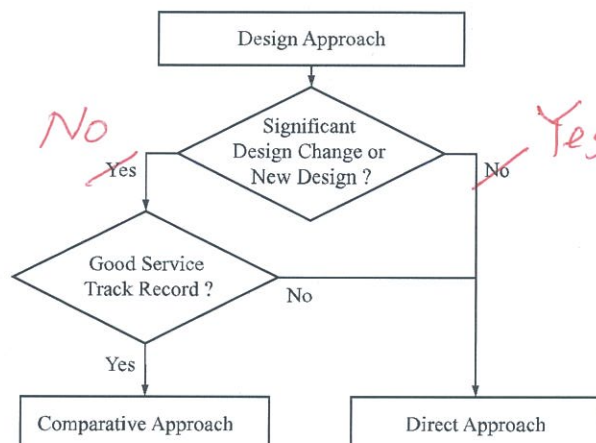 Design Approach
No
Significant
Design Change or
New Design ?
Yes
Yes
No
Good Service
Track Record ?
No
Yes
Comparative Approach
Direct Approach